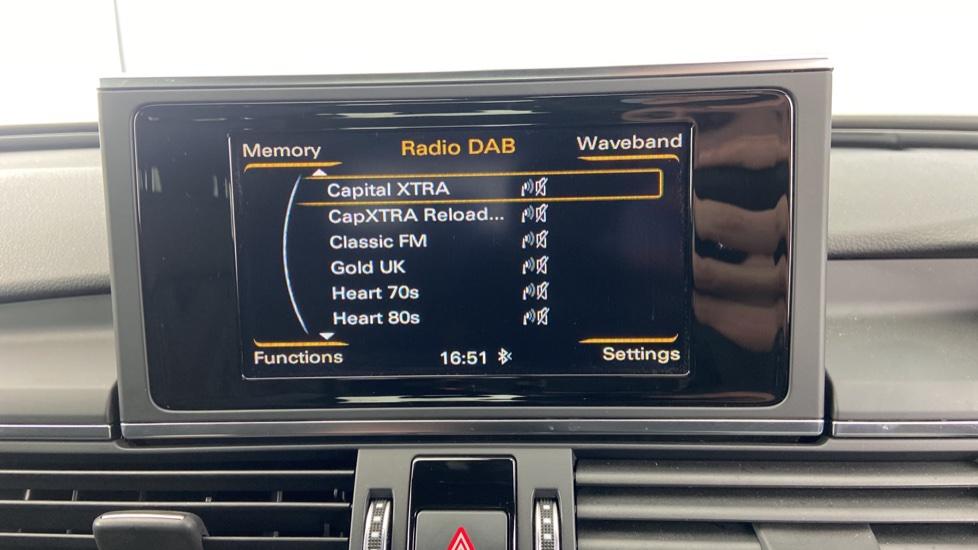 Memory Radio DAB Waveband
Capital XTRA
CapXTRA Reload...
Classic FM
Gold UK
Heart 70s
Heart 80s
Functions 16:51 Settings